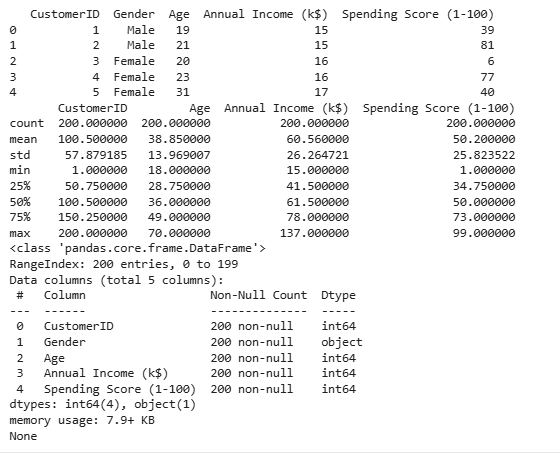 CustomerID Gender Age Annual Income (k$) Spending Score (1-100)
0 1 Male 19 15 39
1 2 Male 21 15 81
2 3 Female 20 16 6
3 4 Female 23 16 77
4 5 Female 31 17 40
CustomerID Age Annual Income (k$) Spending Score (1-100)
count 200.000000 200.000000 200.000000 200.000000
mean 100.500000 38.850000 60.560000 50.200000
std 57.879185 13.969007 26.264721 25.823522
min 1.000000 18.000000 15.000000 1.000000
25% 50.750000 28.750000 41.500000 34.750000
50% 100.500000 36.000000 61.500000 50.000000
75% 150.250000 49.000000 78.000000 73.000000
max 200.000000 70.000000 137.000000 99.000000
<class 'pandas.core.frame.DataFrame'>
RangeIndex: 200 entries, 0 to 199
Data columns (total 5 columns):
# Column Non-Null Count Dtype
--- ------ -------------- -----
0 CustomerID 200 non-null int64
1 Gender 200 non-null object
2 Age 200 non-null int64
3 Annual Income (k$) 200 non-null int64
4 Spending Score (1-100) 200 non-null int64
dtypes: int64(4), object(1)
memory usage: 7.9+ KB
None